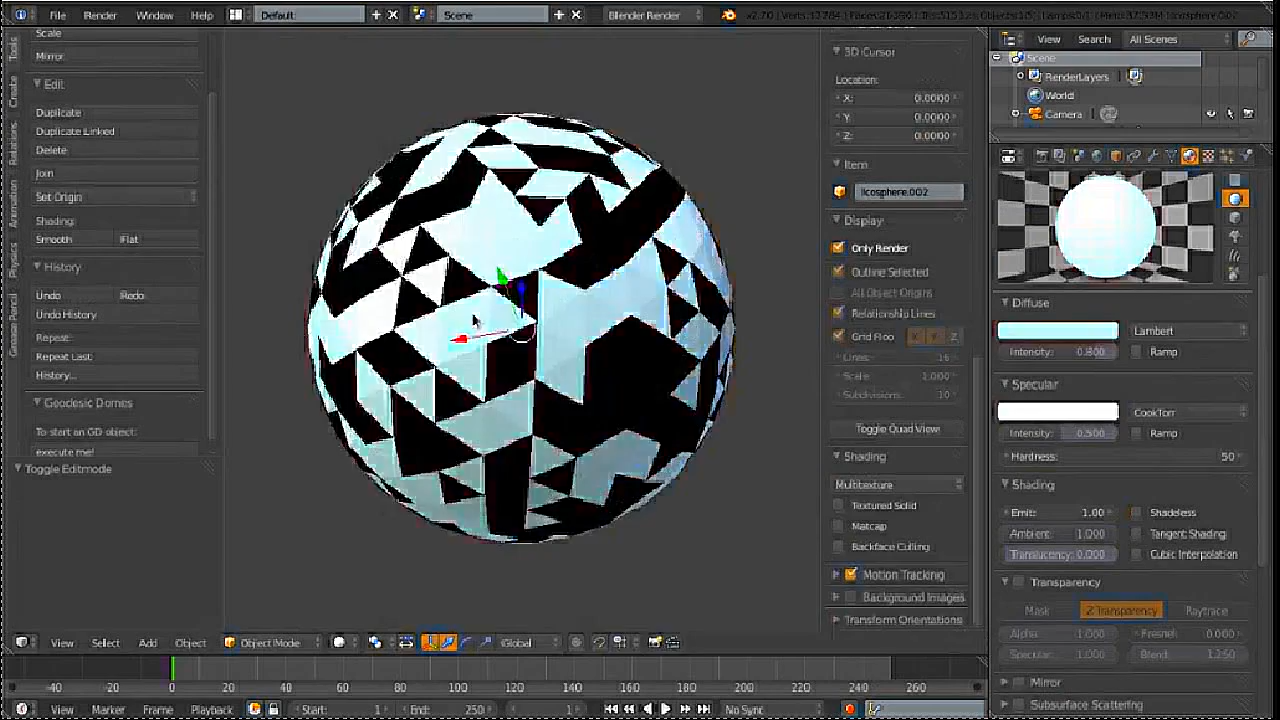 File Render Window Help Default Scene Blender Render
Scale
Mirror
Edit
Duplicate
Duplicate Linked
Delete
Join
Set Origin
Shading:
Smooth Flat
History
Undo Redo
Undo History
Repeat:
Repeat Last
History...
Geodesic Domes
To start an GD object:
execute me!
Toggle Editmode
Tools
Create
Relations
Animation
Physics
Grease Pencil
3D Cursor
Location:
X: 0.0000
Y: 0.0000
Z: 0.0000
Item
Icosphere.002
Display
Only Render
Outline Selected
All Object Origins
Relationship Lines
Grid Floo X Y Z
Lines: 16
Scale: 1.000
Subdivisions: 10
Toggle Quad View
Shading
Multitexture
Textured Solid
Matcap
Backface Culling
Motion Tracking
Background Images
Transform Orientations
View Search All Scenes
Scene
RenderLayers
World
Camera
Diffuse
Lambert
Intensity: 0.800 Ramp
Specular
CookTorr
Intensity: 0.500 Ramp
Hardness: 50
Shading
Emit: 1.00 Shadeless
Ambient: 1.000 Tangent Shading
Translucency: 0.000 Cubic Interpolation
Transparency
Mask Z Transparency Raytrace
Alpha: 1.000 Fresnel: 0.000
Specular: 1.000 Blend: 1.250
Mirror
Subsurface Scattering
View Select Add Object Object Mode Global
-40 -20 0 20 40 60 80 100 120 140 160 180 200 220 240 260
View Marker Frame Playback Start: 1 End: 250 1 No Sync